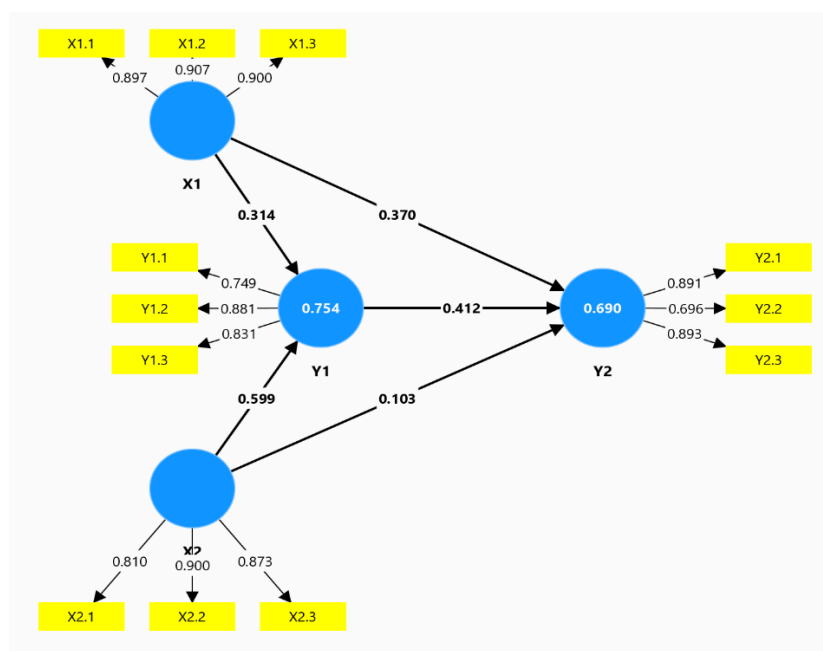 X1.1 X1.2 X1.3
0.897 0.907 0.900
X1
0.314 0.370
Y1.1 0.749
Y1.2 0.881
Y1.3 0.831
0.754 0.412 0.690
Y1 Y2
0.891 Y2.1
0.696 Y2.2
0.893 Y2.3
0.599 0.103
X2
0.810 0.900 0.873
X2.1 X2.2 X2.3